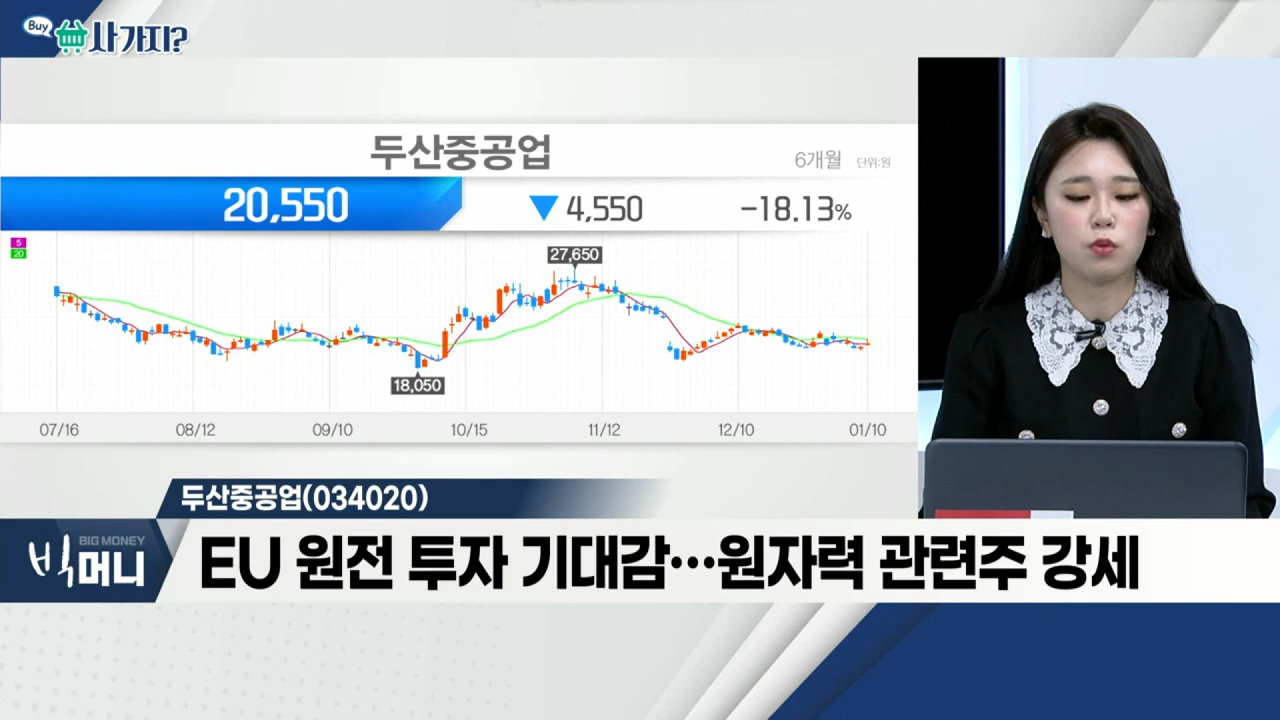 Buy 사 가지?
두산중공업
6개월 단위:원
20,550 ▼ 4,550 -18.13%
5
20
27,650
18,050
07/16 08/12 09/10 10/15 11/12 12/10 01/10
두산중공업(034020)
BIG MONEY
빅머니
EU 원전 투자 기대감…원자력 관련주 강세